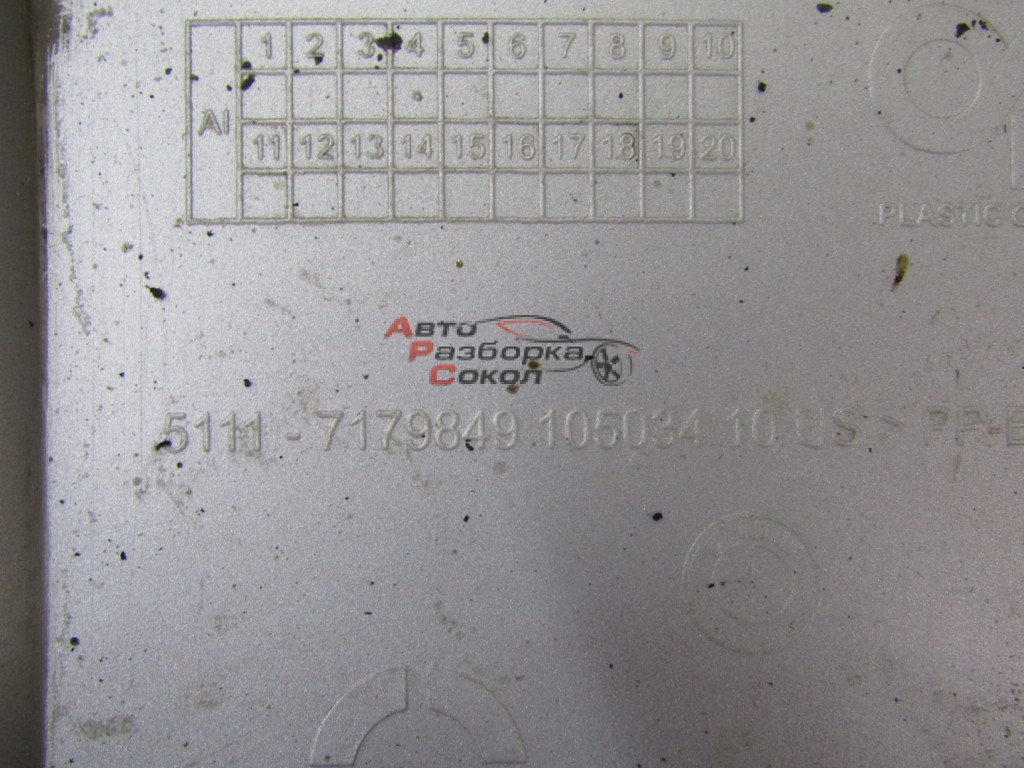 1 2 3 4 5 6 7 8 9 10
AI
11 12 13 14 15 16 17 18 19 20
PLASTIC
АВТО
РАЗБОРКА
СОКОЛ
5111 - 7179849 105034 10 US > PP-E